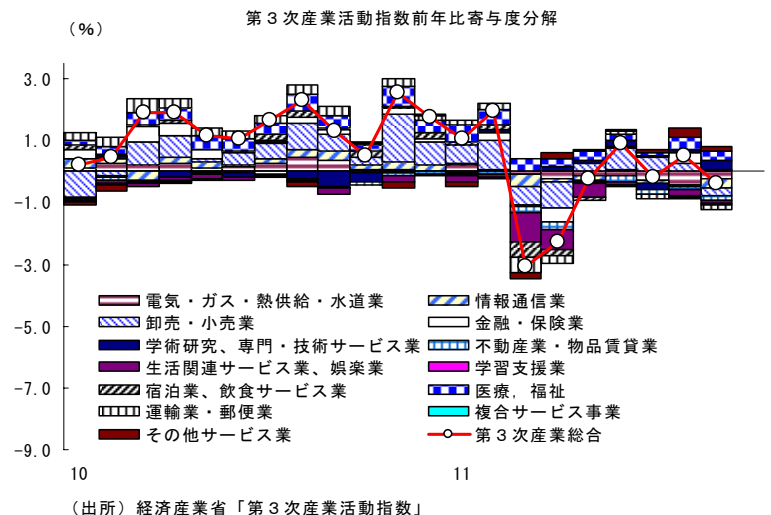 第３次産業活動指数前年比寄与度分解
（％）
3.0
1.0
-1.0
-3.0
-5.0
-7.0
-9.0
電気・ガス・熱供給・水道業
情報通信業
卸売・小売業
金融・保険業
学術研究、専門・技術サービス業
不動産業・物品賃貸業
生活関連サービス業、娯楽業
学習支援業
宿泊業、飲食サービス業
医療，福祉
運輸業・郵便業
複合サービス事業
その他サービス業
第３次産業総合
10
11
（出所）経済産業省「第３次産業活動指数」